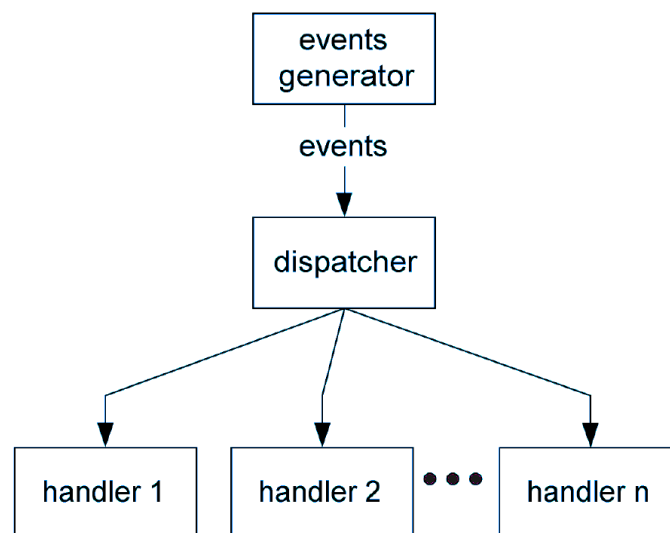 events
generator
events
dispatcher
handler 1
handler 2
handler n